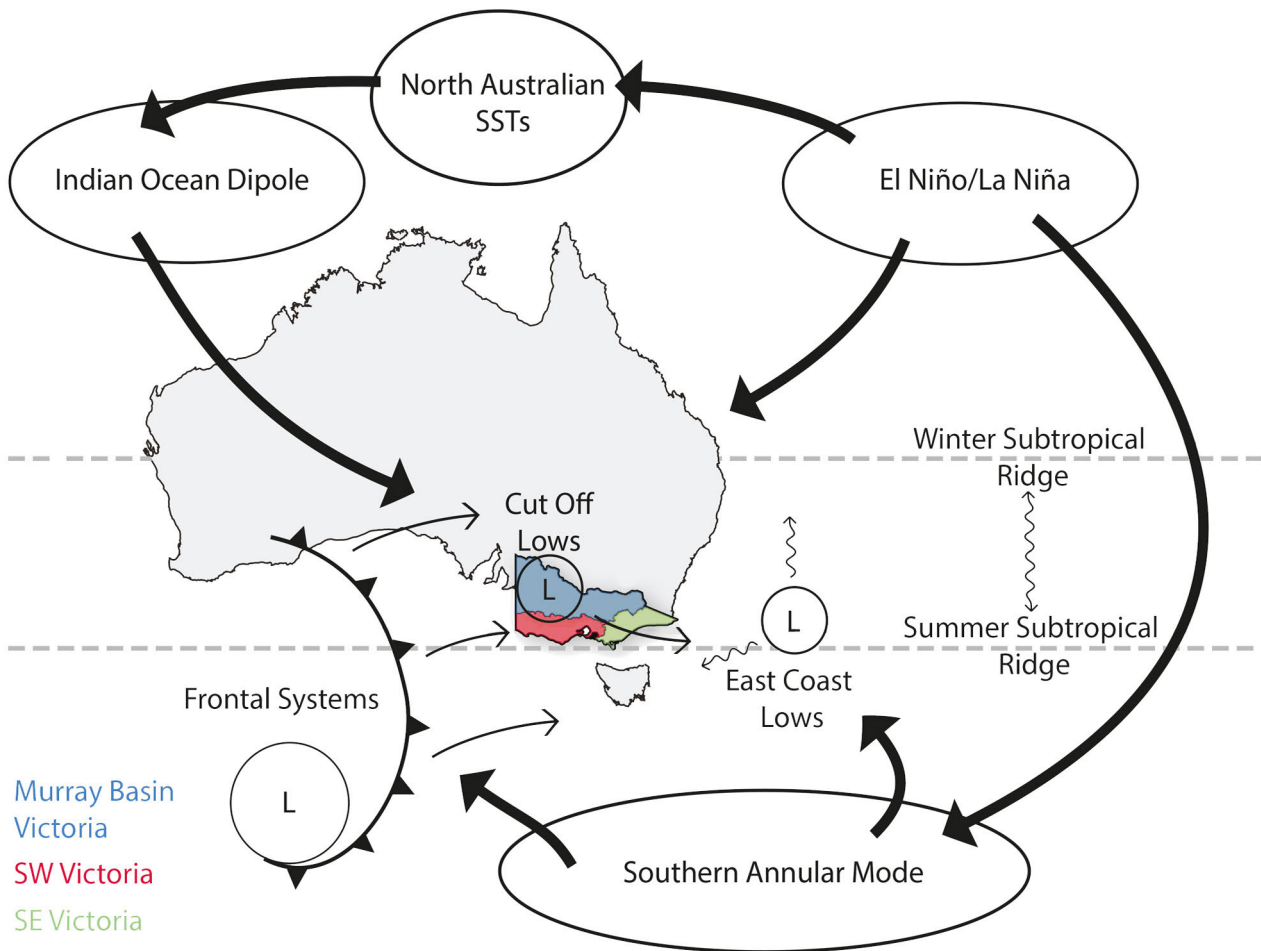 North Australian
SSTs
Indian Ocean Dipole
El Niño/La Niña
Winter Subtropical
Ridge
Cut Off
Lows
L
L
Summer Subtropical
Ridge
East Coast
Lows
Frontal Systems
L
Murray Basin
Victoria
SW Victoria
SE Victoria
Southern Annular Mode